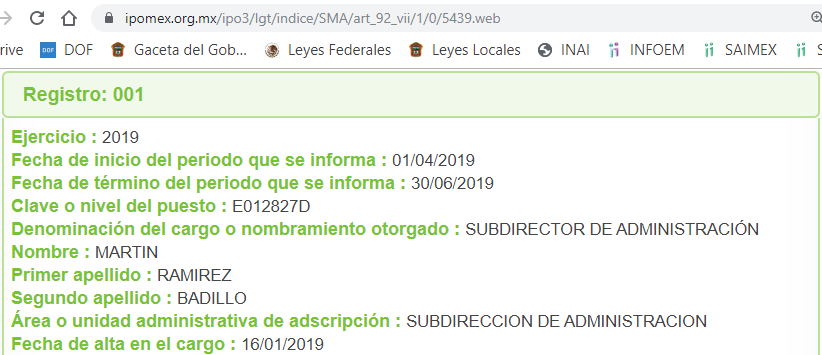 ipomex.org.mx/ipo3/lgt/indice/SMA/art_92_vii/1/0/5439.web
rive DOF DOF Gaceta del Gob... Leyes Federales Leyes Locales INAI INFOEM SAIMEX S
Registro: 001
Ejercicio : 2019
Fecha de inicio del periodo que se informa : 01/04/2019
Fecha de término del periodo que se informa : 30/06/2019
Clave o nivel del puesto : E012827D
Denominación del cargo o nombramiento otorgado : SUBDIRECTOR DE ADMINISTRACIÓN
Nombre : MARTIN
Primer apellido : RAMIREZ
Segundo apellido : BADILLO
Área o unidad administrativa de adscripción : SUBDIRECCION DE ADMINISTRACION
Fecha de alta en el cargo : 16/01/2019